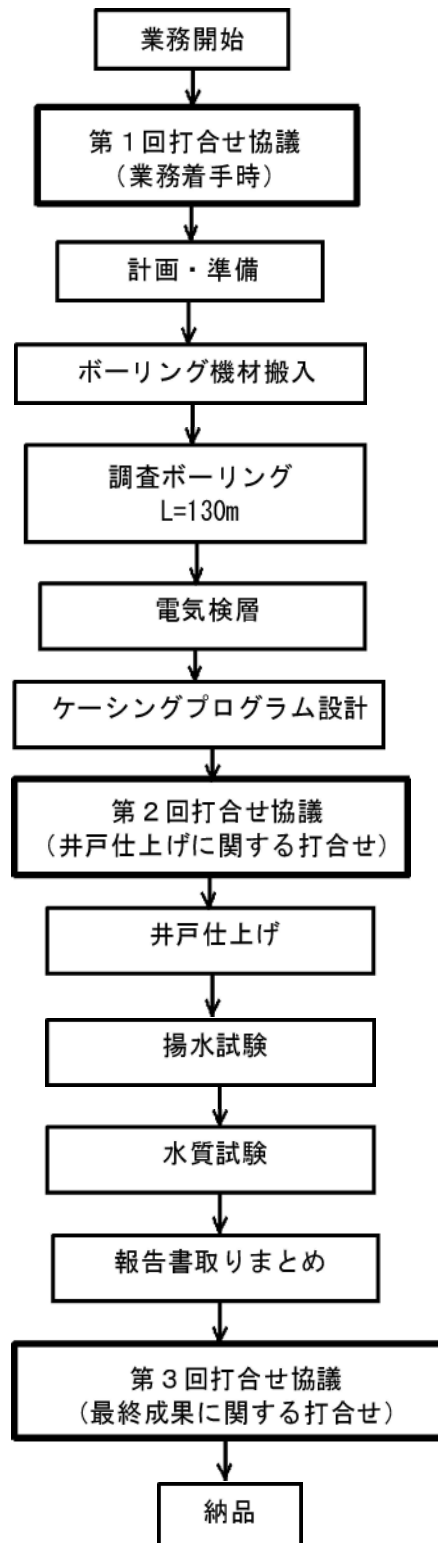 業務開始
第１回打合せ協議
（業務着手時）
計画・準備
ボーリング機材搬入
調査ボーリング
L=130m
電気検層
ケーシングプログラム設計
第２回打合せ協議
（井戸仕上げに関する打合せ）
井戸仕上げ
揚水試験
水質試験
報告書取りまとめ
第３回打合せ協議
（最終成果に関する打合せ）
納品